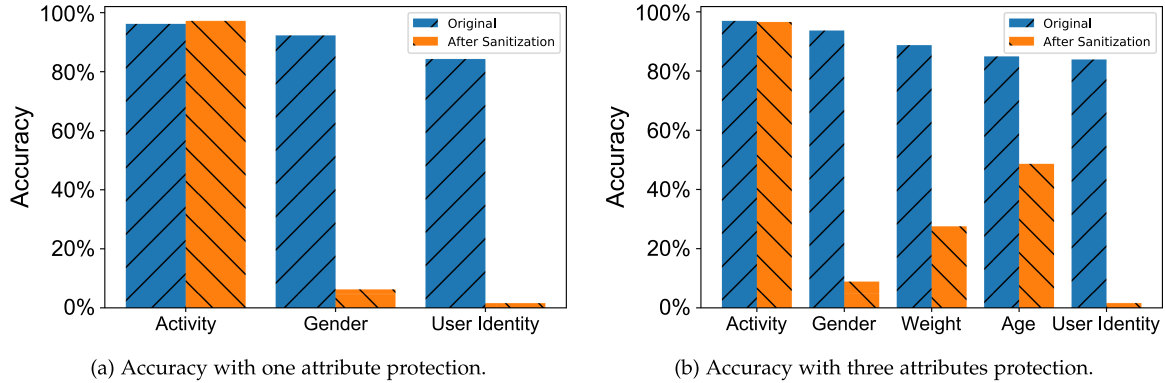 100%
80%
60%
40%
20%
0%
Accuracy
Original
After Sanitization
Activity
Gender
User Identity
(a) Accuracy with one attribute protection.
100%
80%
60%
40%
20%
0%
Accuracy
Original
After Sanitization
Activity
Gender
Weight
Age
User Identity
(b) Accuracy with three attributes protection.